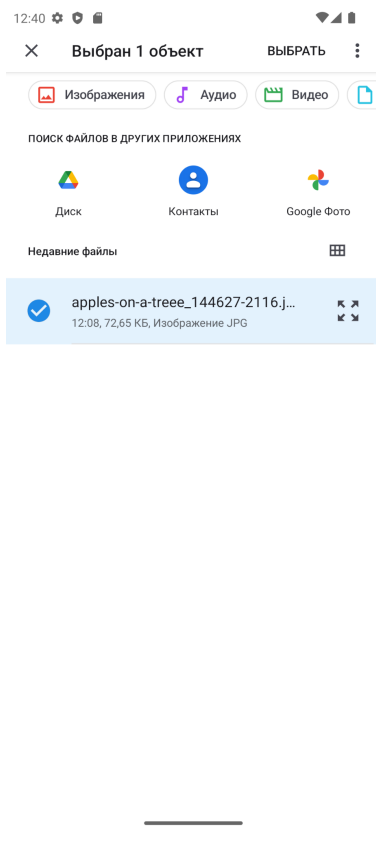 12:40
Выбран 1 объект
ВЫБРАТЬ
Изображения
Аудио
Видео
ПОИСК ФАЙЛОВ В ДРУГИХ ПРИЛОЖЕНИЯХ
Диск
Контакты
Google Фото
Недавние файлы
apples-on-a-treee_144627-2116.j...
12:08, 72,65 КБ, Изображение JPG